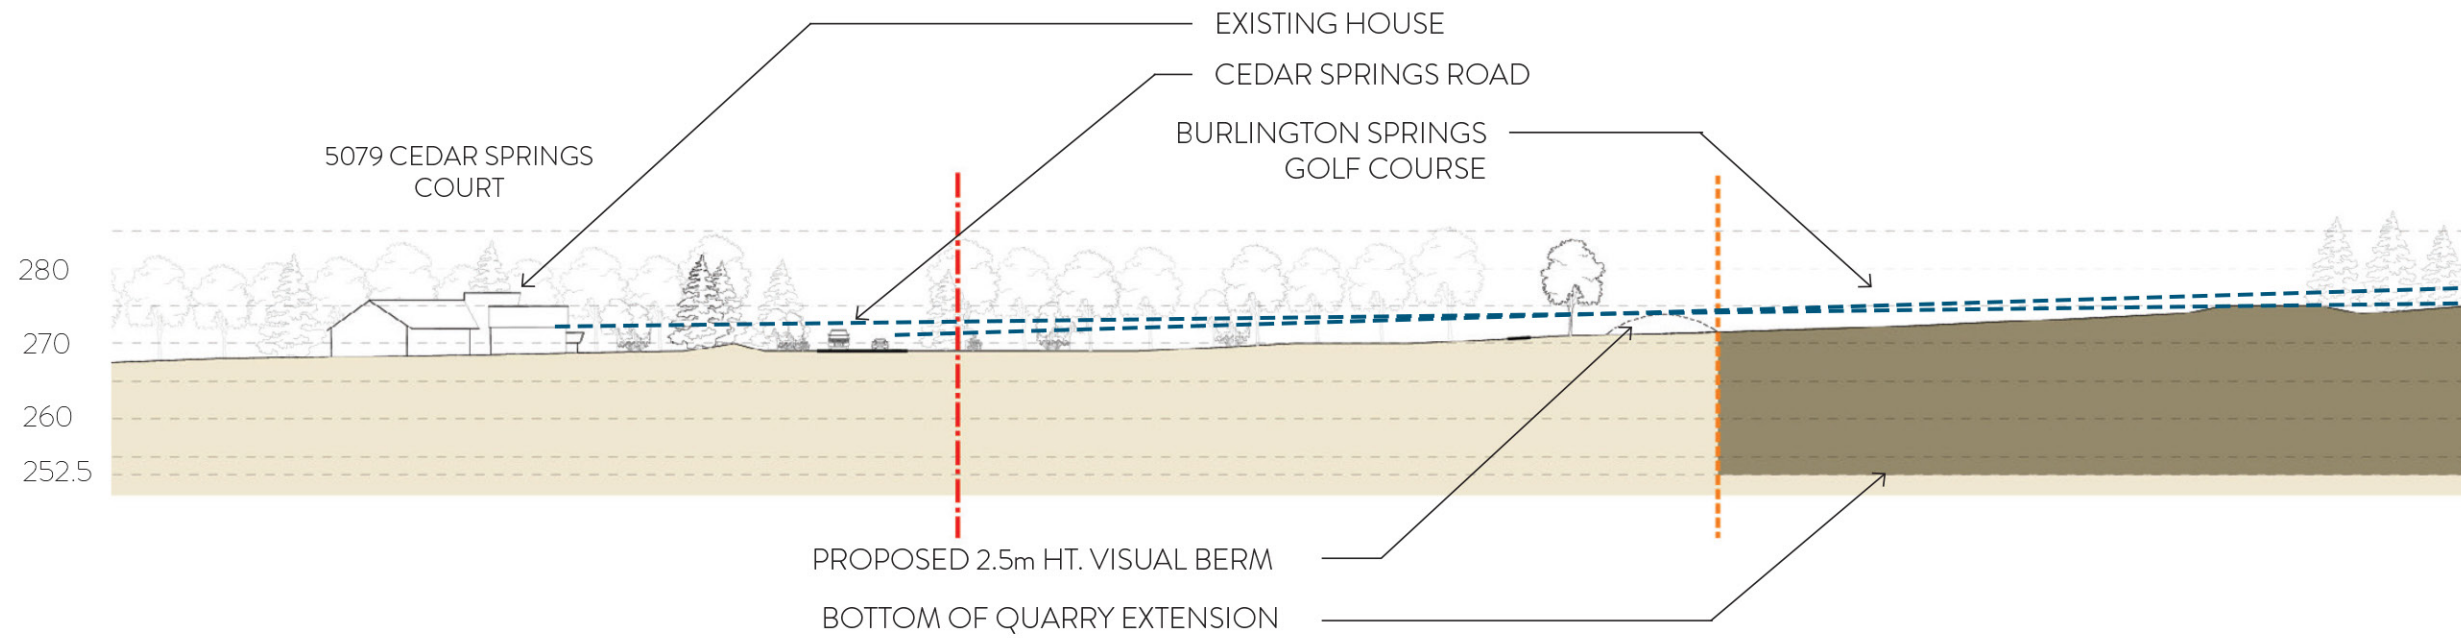 EXISTING HOUSE
CEDAR SPRINGS ROAD
BURLINGTON SPRINGS
GOLF COURSE
5079 CEDAR SPRINGS
COURT
280
270
260
252.5
PROPOSED 2.5m HT. VISUAL BERM
BOTTOM OF QUARRY EXTENSION